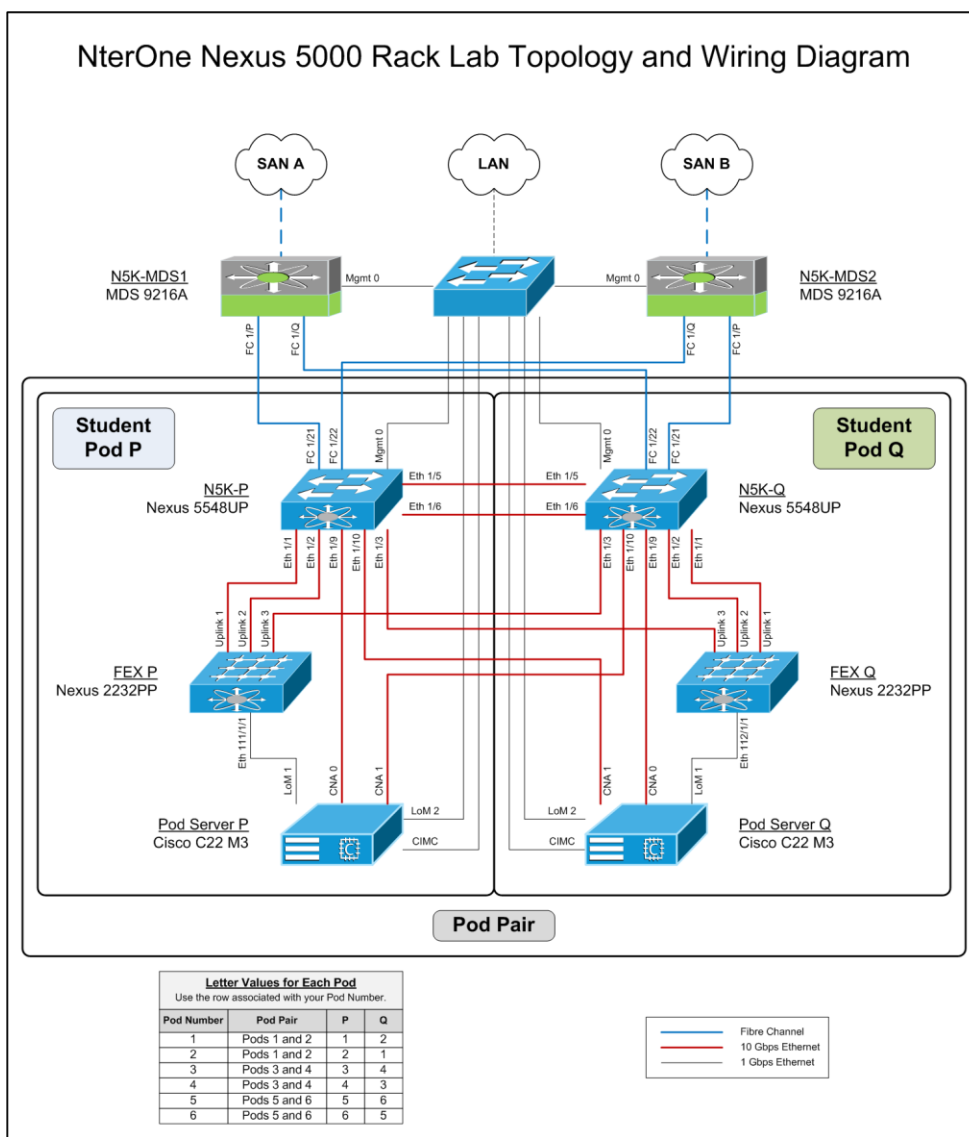 NterOne Nexus 5000 Rack Lab Topology and Wiring Diagram
SAN A
LAN
SAN B
N5K-MDS1
MDS 9216A
Mgmt 0
Mgmt 0
N5K-MDS2
MDS 9216A
FC 1/P
FC 1/Q
FC 1/Q
FC 1/P
Student
Pod P
Student
Pod Q
FC 1/21
FC 1/22
Mgmt 0
Mgmt 0
FC 1/22
FC 1/21
N5K-P
Nexus 5548UP
Eth 1/5
Eth 1/5
Eth 1/6
Eth 1/6
N5K-Q
Nexus 5548UP
Eth 1/1
Eth 1/2
Eth 1/9
Eth 1/10
Eth 1/3
Eth 1/3
Eth 1/10
Eth 1/9
Eth 1/2
Eth 1/1
Uplink 1
Uplink 2
Uplink 3
Uplink 3
Uplink 2
Uplink 1
FEX P
Nexus 2232PP
FEX Q
Nexus 2232PP
Eth 111/1/1
Eth 112/1/1
LoM 1
CNA 0
CNA 1
CNA 1
CNA 0
LoM 1
Pod Server P
Cisco C22 M3
LoM 2
CIMC
LoM 2
CIMC
Pod Server Q
Cisco C22 M3
Pod Pair
Letter Values for Each Pod
Use the row associated with your Pod Number.
Pod Number Pod Pair P Q
1 Pods 1 and 2 1 2
2 Pods 1 and 2 2 1
3 Pods 3 and 4 3 4
4 Pods 3 and 4 4 3
5 Pods 5 and 6 5 6
6 Pods 5 and 6 6 5
Fibre Channel
10 Gbps Ethernet
1 Gbps Ethernet